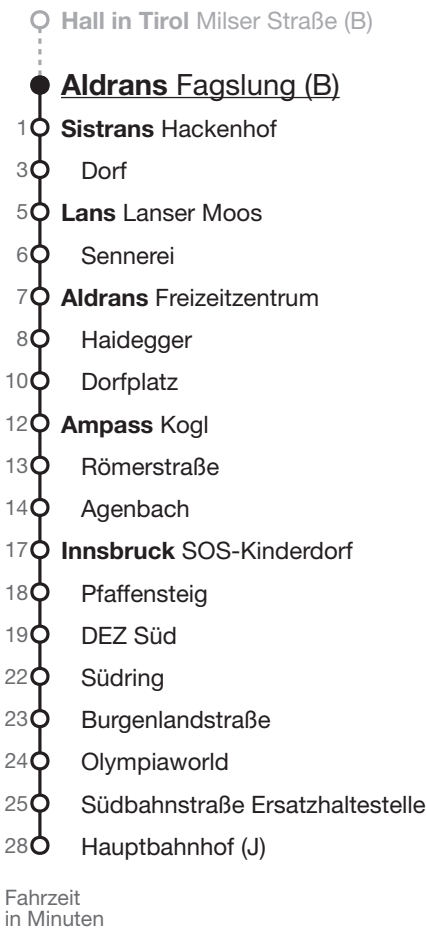 Hall in Tirol Milser Straße (B)
Aldrans Fagslung (B)
1 Sistrans Hackenhof
3 Dorf
5 Lans Lanser Moos
6 Sennerei
7 Aldrans Freizeitzentrum
8 Haidegger
10 Dorfplatz
12 Ampass Kogl
13 Römerstraße
14 Agenbach
17 Innsbruck SOS-Kinderdorf
18 Pfaffensteig
19 DEZ Süd
22 Südring
23 Burgenlandstraße
24 Olympiaworld
25 Südbahnstraße Ersatzhaltestelle
28 Hauptbahnhof (J)
Fahrzeit
in Minuten